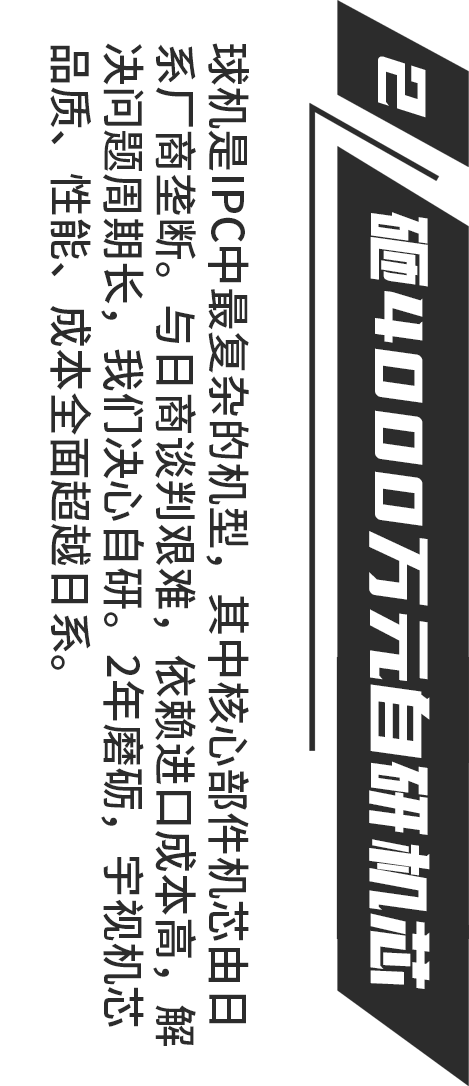 2
砸4000万元自研机芯
球机是IPC中最复杂的机型，其中核心部件机芯由日
系厂商垄断。与日商谈判艰难，依赖进口成本高，解
决问题周期长，我们决心自研。2年磨砺，宇视机芯
品质、性能、成本全面超越日系。